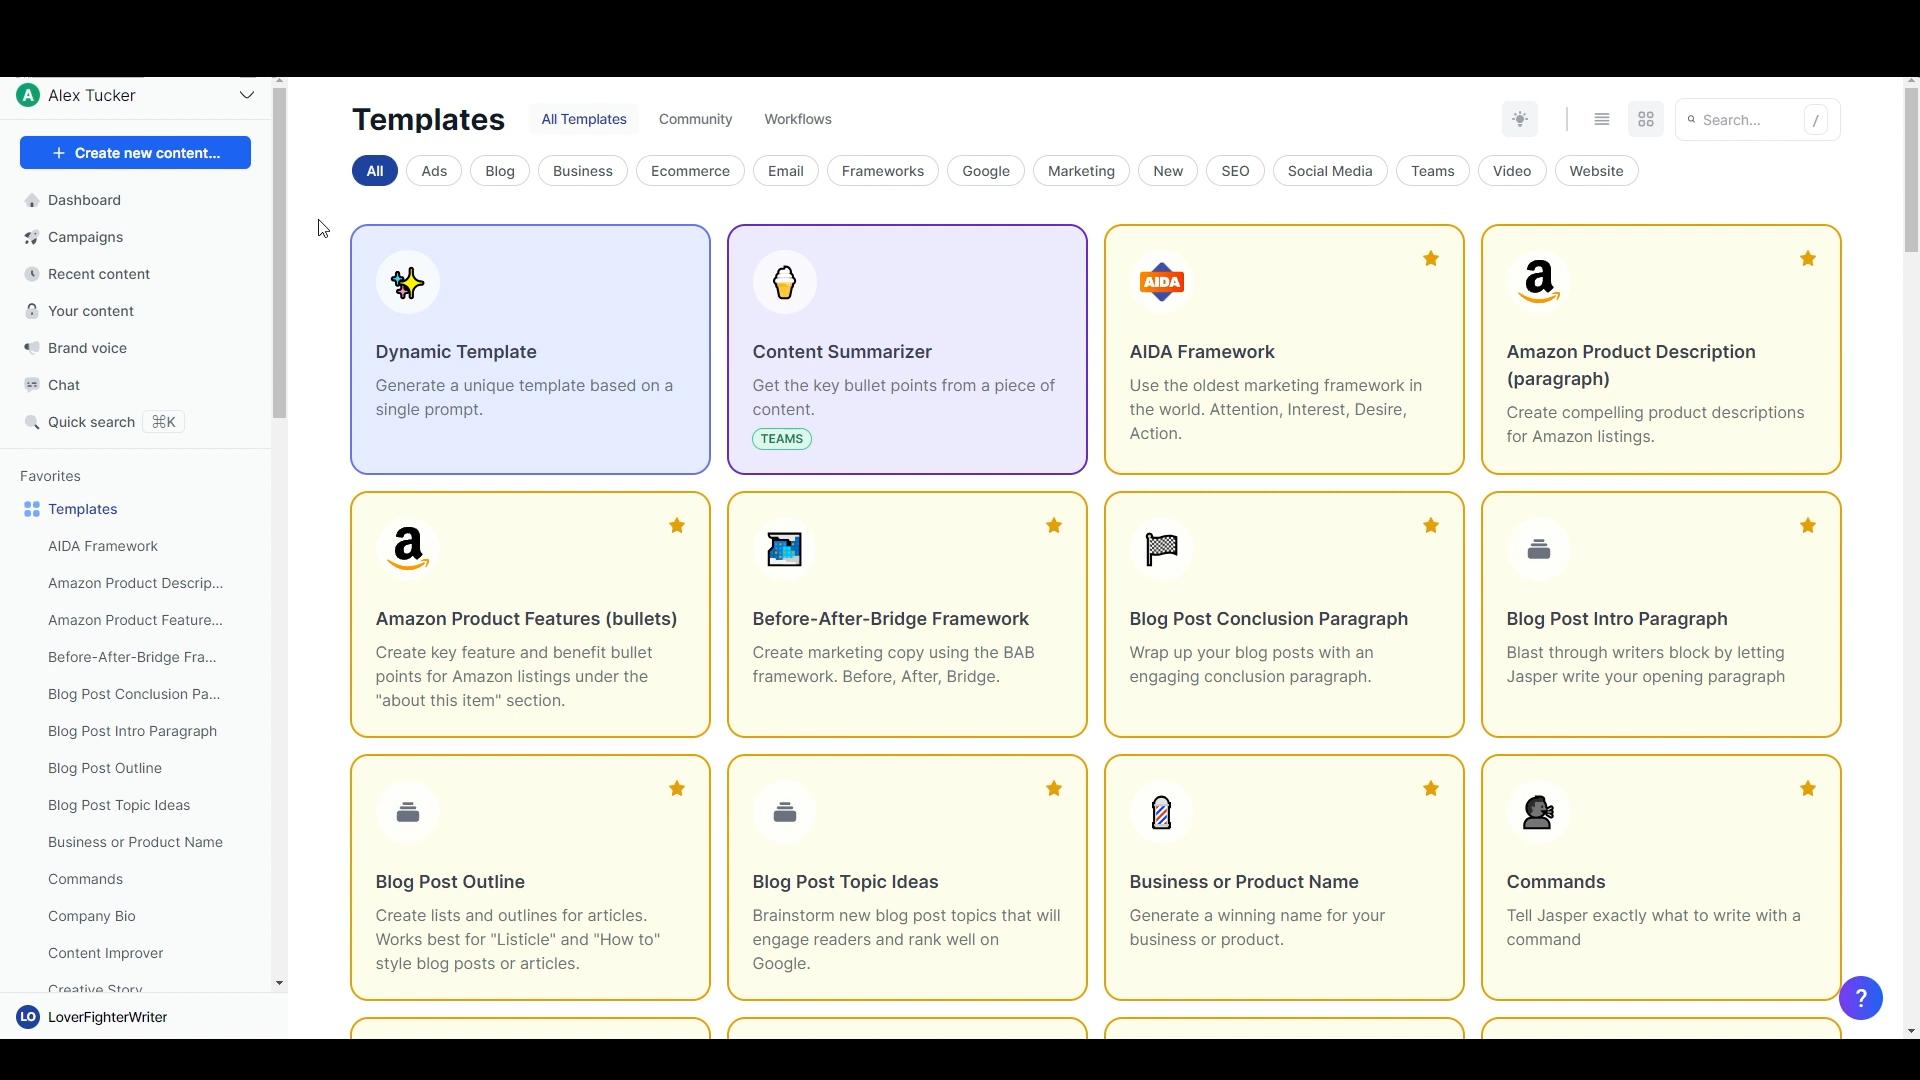 A Alex Tucker
+ Create new content...
Dashboard
Campaigns
Recent content
Your content
Brand voice
Chat
Quick search ⌘K
Favorites
Templates
AIDA Framework
Amazon Product Descrip...
Amazon Product Feature...
Before-After-Bridge Fra...
Blog Post Conclusion Pa...
Blog Post Intro Paragraph
Blog Post Outline
Blog Post Topic Ideas
Business or Product Name
Commands
Company Bio
Content Improver
Creative Story
LO LoverFighterWriter
Templates All Templates Community Workflows
Search... /
All Ads Blog Business Ecommerce Email Frameworks Google Marketing New SEO Social Media Teams Video Website
Dynamic Template
Generate a unique template based on a
single prompt.
Content Summarizer
Get the key bullet points from a piece of
content.
TEAMS
AIDA
AIDA Framework
Use the oldest marketing framework in
the world. Attention, Interest, Desire,
Action.
a
Amazon Product Description
(paragraph)
Create compelling product descriptions
for Amazon listings.
a
Amazon Product Features (bullets)
Create key feature and benefit bullet
points for Amazon listings under the
"about this item" section.
Before-After-Bridge Framework
Create marketing copy using the BAB
framework. Before, After, Bridge.
Blog Post Conclusion Paragraph
Wrap up your blog posts with an
engaging conclusion paragraph.
Blog Post Intro Paragraph
Blast through writers block by letting
Jasper write your opening paragraph
Blog Post Outline
Create lists and outlines for articles.
Works best for "Listicle" and "How to"
style blog posts or articles.
Blog Post Topic Ideas
Brainstorm new blog post topics that will
engage readers and rank well on
Google.
Business or Product Name
Generate a winning name for your
business or product.
Commands
Tell Jasper exactly what to write with a
command
?